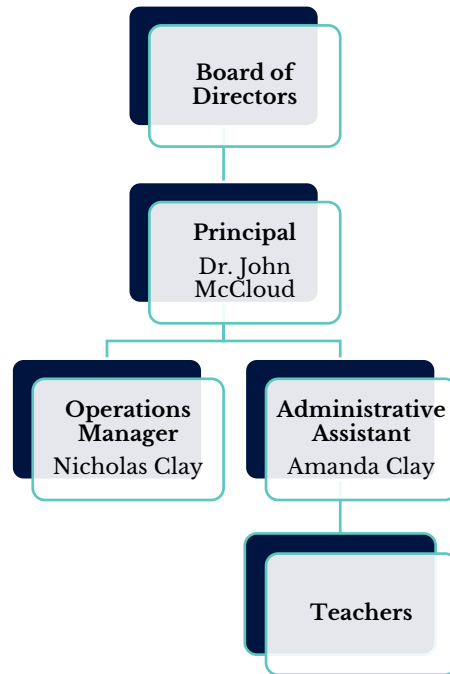 Board of
Directors
Principal
Dr. John
McCloud
Operations
Manager
Nicholas Clay
Administrative
Assistant
Amanda Clay
Teachers